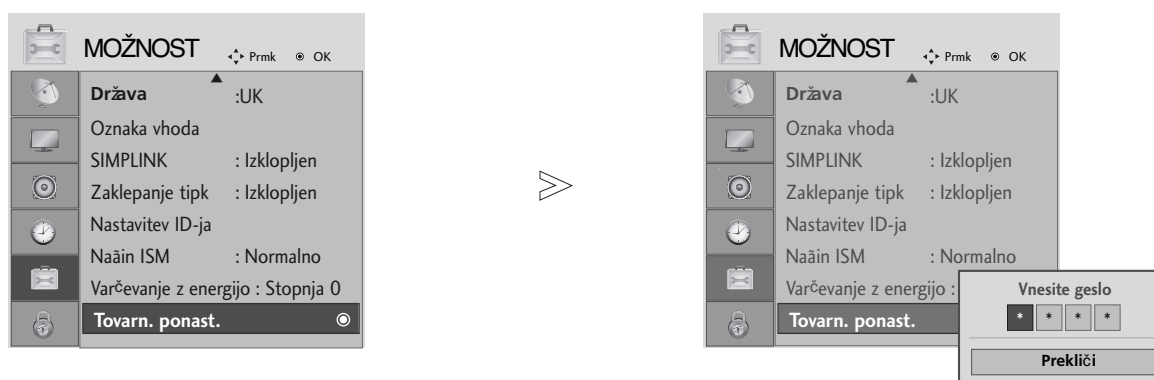 MOŽNOST Prmk OK
Država :UK
Oznaka vhoda
SIMPLINK : Izklopljen
Zaklepanje tipk : Izklopljen
Nastavitev ID-ja
Naãin ISM : Normalno
Varčevanje z energijo : Stopnja 0
Tovarn. ponast.
MOŽNOST Prmk OK
Država :UK
Oznaka vhoda
SIMPLINK : Izklopljen
Zaklepanje tipk : Izklopljen
Nastavitev ID-ja
Naãin ISM : Normalno
Varčevanje z energijo :
Tovarn. ponast.
Vnesite geslo
* * * *
Prekliči